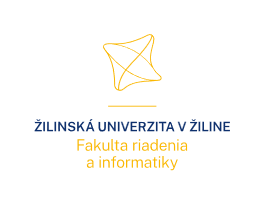 ŽILINSKÁ UNIVERZITA V ŽILINE
Fakulta riadenia
a informatiky